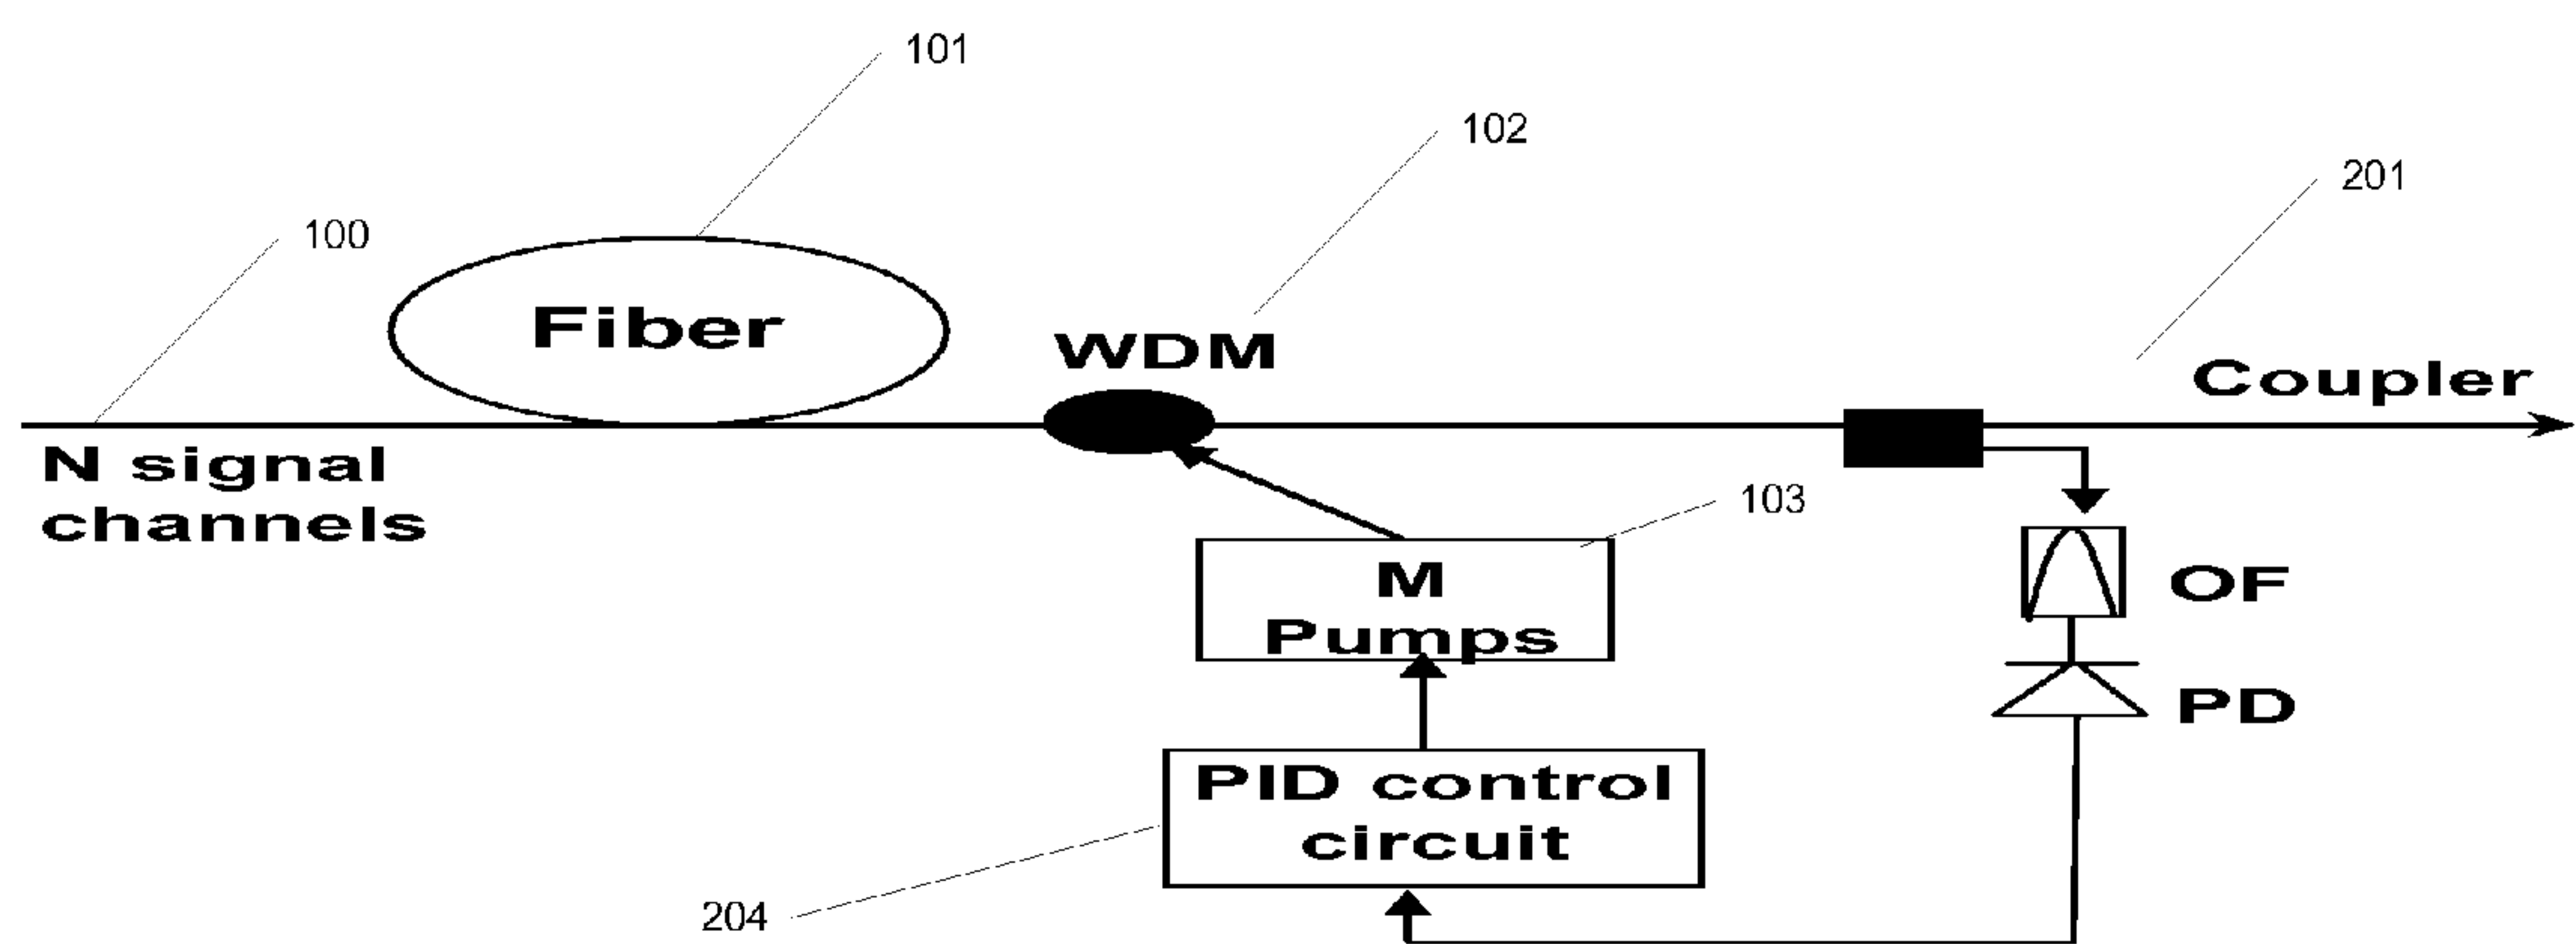 101
102
201
100
Fiber
WDM
Coupler
N signal
channels
103
M
Pumps
OF
PD
PID control
circuit
204